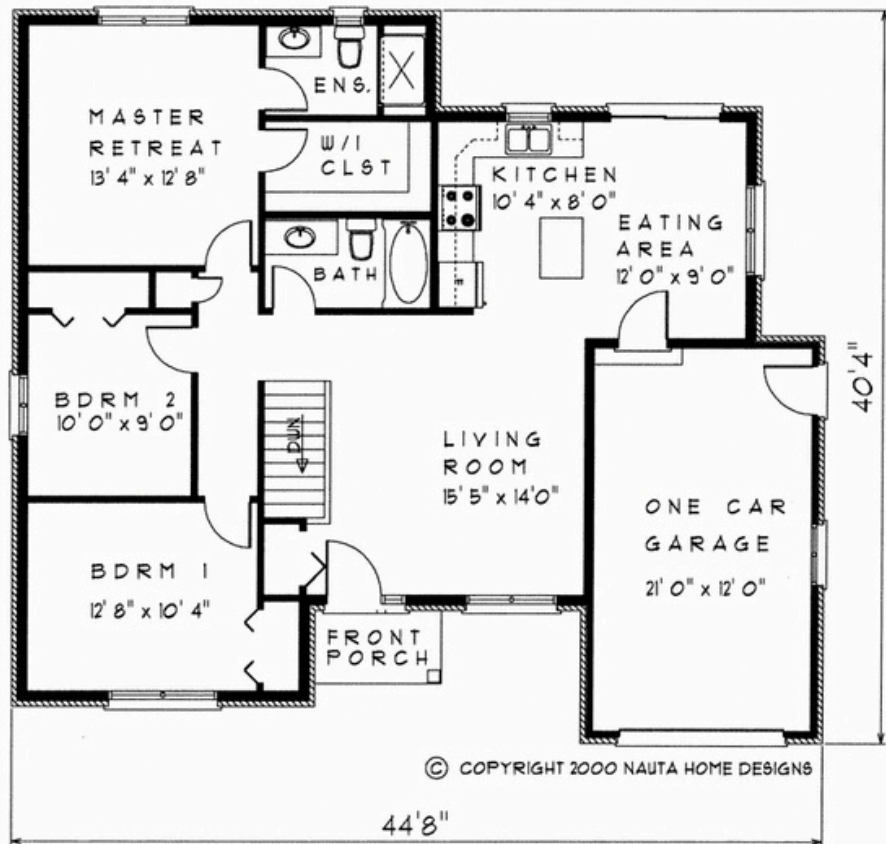 ENS.
MASTER
RETREAT
13' 4" x 12' 8"
W/I
CLST
KITCHEN
10' 4" x 8' 0"
EATING
AREA
12' 0" x 9' 0"
BATH
BDRM 2
10' 0" x 9' 0"
DWN
LIVING
ROOM
15' 5" x 14' 0"
40'4"
ONE CAR
GARAGE
21' 0" x 12' 0"
BDRM 1
12' 8" x 10' 4"
FRONT
PORCH
© COPYRIGHT 2000 NAUTA HOME DESIGNS
44'8"